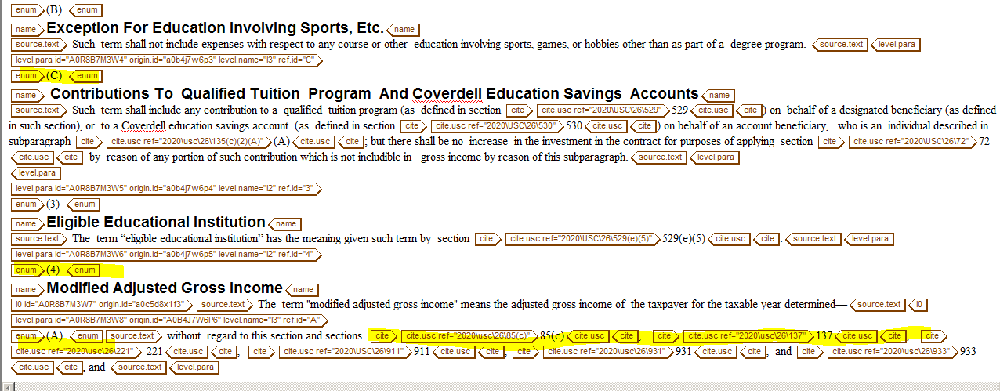 enum (B) enum
name Exception For Education Involving Sports, Etc. name
source.text Such term shall not include expenses with respect to any course or other education involving sports, games, or hobbies other than as part of a degree program. source.text level.para
level.para id="A0R8B7M3W4" origin.id="a0b4j7w6p3" level.name="l3" ref.id="C"
enum (C) enum
name Contributions To Qualified Tuition Program And Coverdell Education Savings Accounts name
source.text Such term shall include any contribution to a qualified tuition program (as defined in section cite cite.usc ref="2020\USC\26\529" 529 cite.usc cite ) on behalf of a designated beneficiary (as defined
in such section), or to a Coverdell education savings account (as defined in section cite cite.usc ref="2020\USC\26\530" 530 cite.usc cite ) on behalf of an account beneficiary, who is an individual described in
subparagraph cite cite.usc ref="2020\usc\26\135(c)(2)(A)" (A) cite.usc cite ; but there shall be no increase in the investment in the contract for purposes of applying section cite cite.usc ref="2020\USC\26\72" 72
cite.usc cite by reason of any portion of such contribution which is not includible in gross income by reason of this subparagraph. source.text level.para
level.para
level.para id="A0R8B7M3W5" origin.id="a0b4j7w6p4" level.name="l2" ref.id="3"
enum (3) enum
name Eligible Educational Institution name
source.text The term “eligible educational institution” has the meaning given such term by section cite cite.usc ref="2020\USC\26\529(e)(5)" 529(e)(5) cite.usc cite . source.text level.para
level.para id="A0R8B7M3W6" origin.id="a0b4j7w6p5" level.name="l2" ref.id="4"
enum (4) enum
name Modified Adjusted Gross Income name
l0 id="A0R8B7M3W7" origin.id="a0c5d8x1f3" source.text The term "modified adjusted gross income" means the adjusted gross income of the taxpayer for the taxable year determined— source.text l0
level.para id="A0R8B7M3W8" origin.id="A0B4J7W6P6" level.name="l3" ref.id="A"
enum (A) enum source.text without regard to this section and sections cite cite.usc ref="2020\usc\26\85(c)" 85(c) cite.usc cite , cite cite.usc ref="2020\usc\26\137" 137 cite.usc cite , cite
cite.usc ref="2020\usc\26\221" 221 cite.usc cite , cite cite.usc ref="2020\USC\26\911" 911 cite.usc cite , cite cite.usc ref="2020\usc\26\931" 931 cite.usc cite , and cite cite.usc ref="2020\usc\26\933" 933
cite.usc cite , and source.text level.para